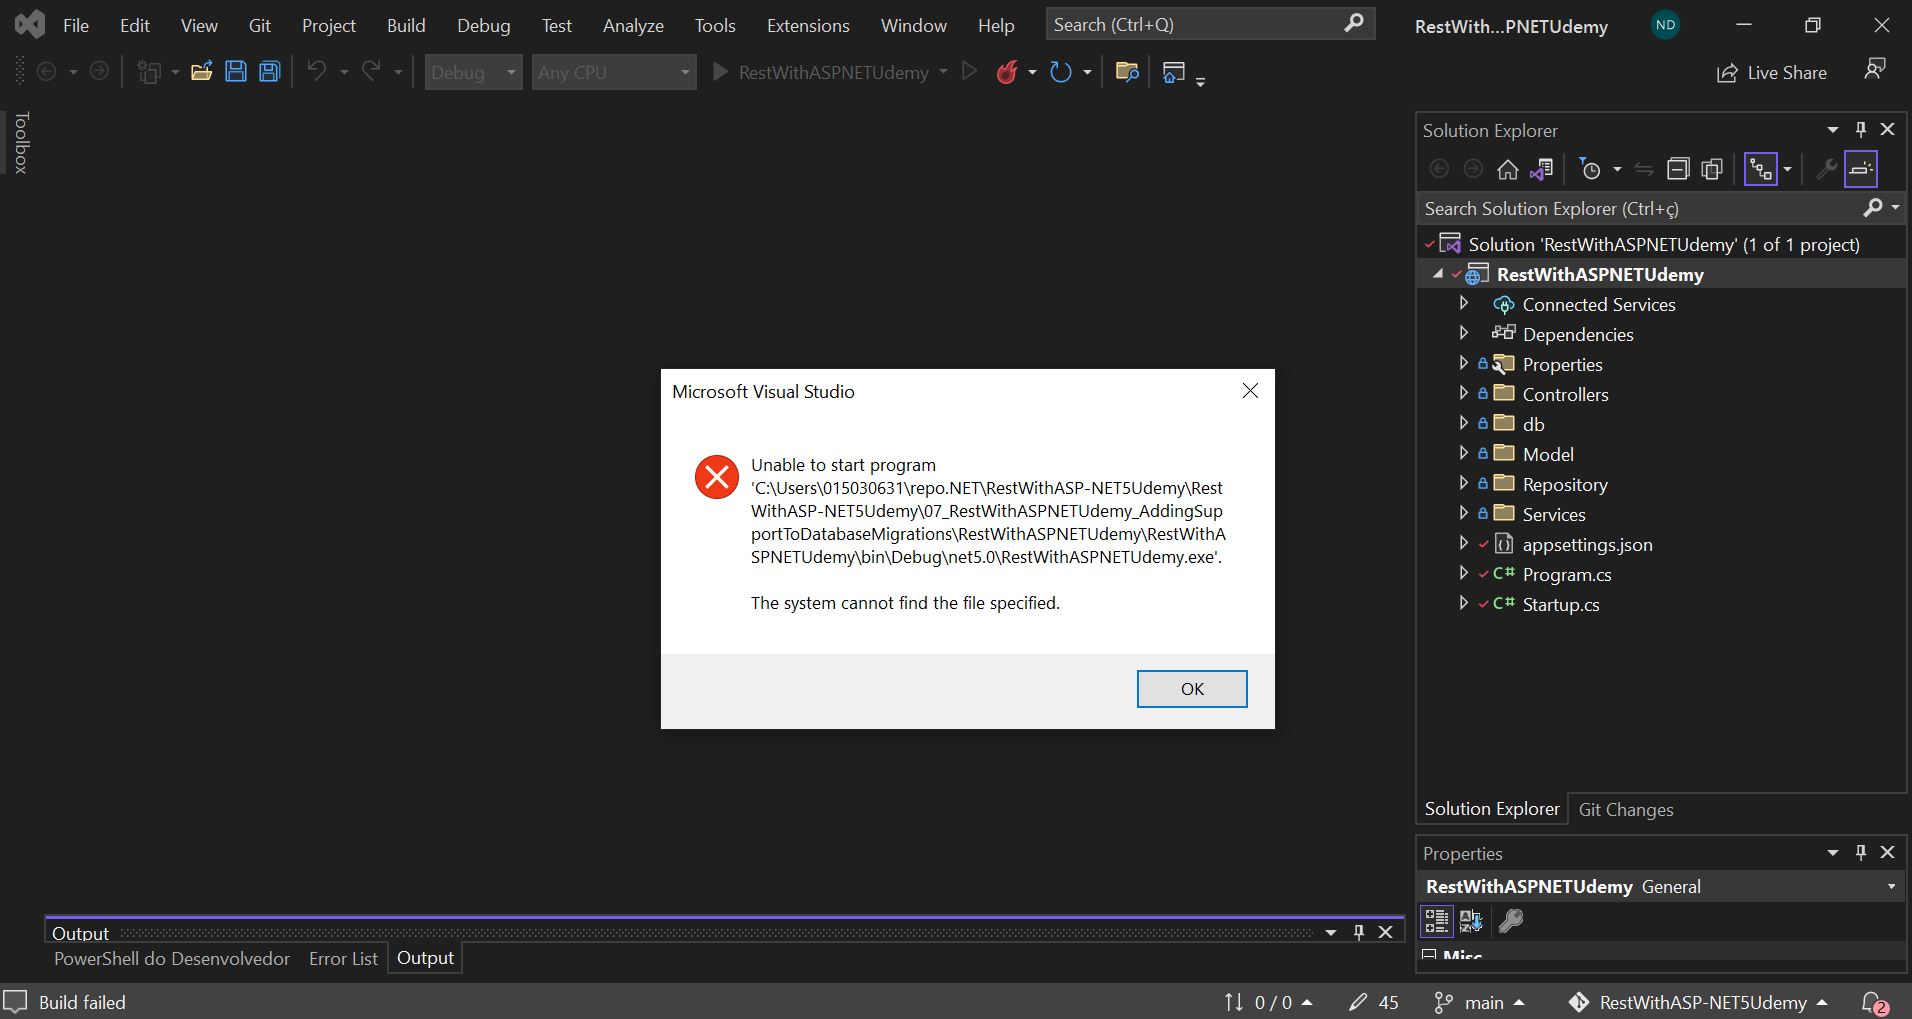 File Edit View Git Project Build Debug Test Analyze Tools Extensions Window Help Search (Ctrl+Q) RestWith...PNETUdemy ND
Debug Any CPU RestWithASPNETUdemy Live Share
Toolbox
Solution Explorer
Search Solution Explorer (Ctrl+ç)
Solution 'RestWithASPNETUdemy' (1 of 1 project)
RestWithASPNETUdemy
Connected Services
Dependencies
Properties
Controllers
db
Model
Repository
Services
appsettings.json
C# Program.cs
C# Startup.cs
Microsoft Visual Studio
Unable to start program
'C:\Users\015030631\repo.NET\RestWithASP-NET5Udemy\Rest
WithASP-NET5Udemy\07_RestWithASPNETUdemy_AddingSup
portToDatabaseMigrations\RestWithASPNETUdemy\RestWithA
SPNETUdemy\bin\Debug\net5.0\RestWithASPNETUdemy.exe'.
The system cannot find the file specified.
OK
Solution Explorer Git Changes
Properties
RestWithASPNETUdemy General
Misc
Output
PowerShell do Desenvolvedor Error List Output
Build failed 0 / 0 45 main RestWithASP-NET5Udemy 2